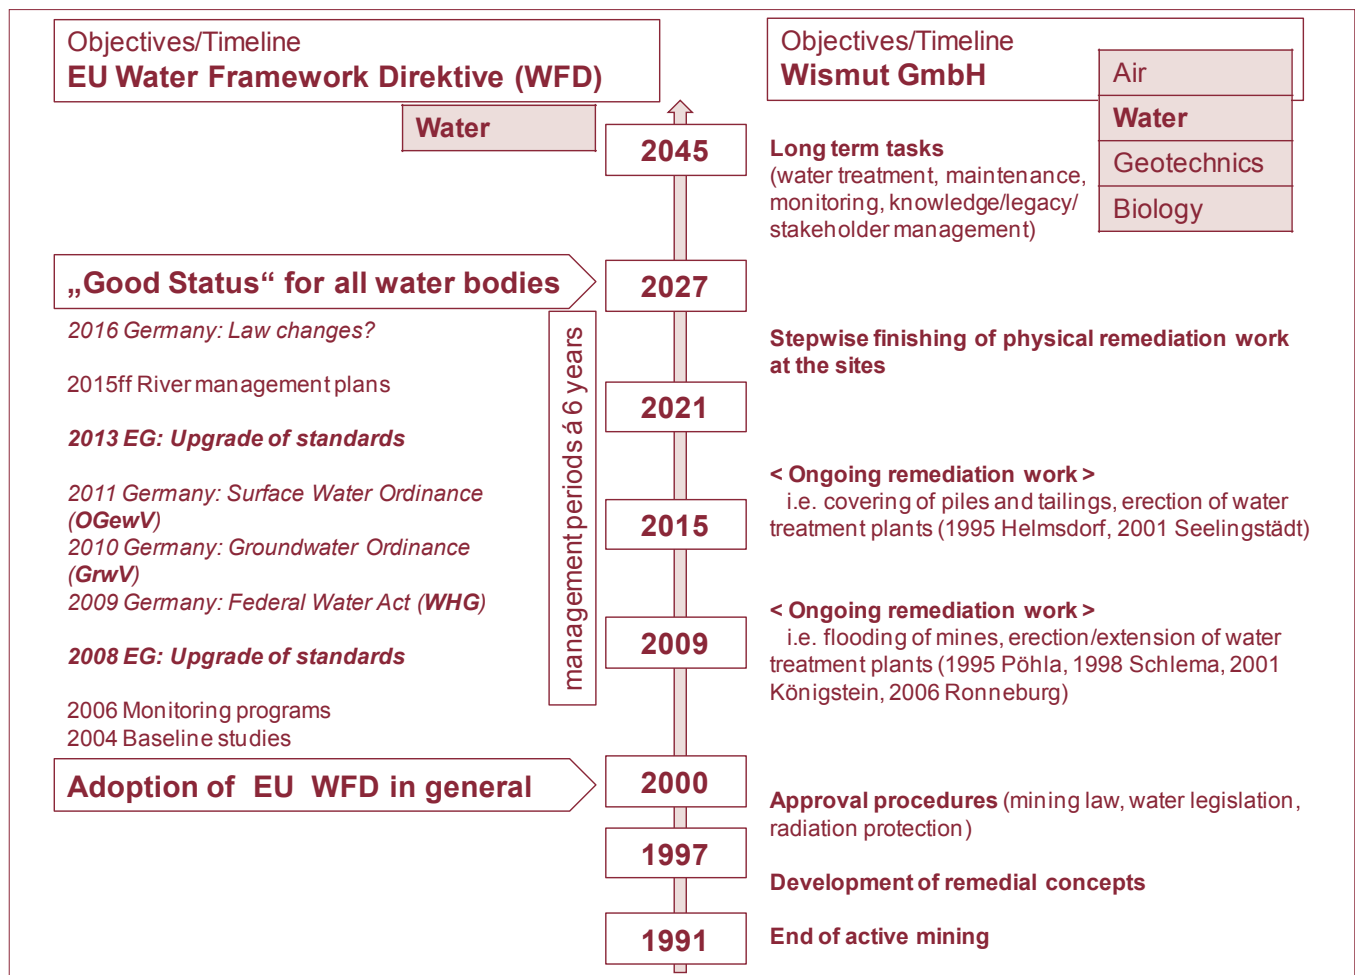 Objectives/Timeline
EU Water Framework Direktive (WFD)
Water
Objectives/Timeline
Wismut GmbH
Air
Water
Geotechnics
Biology
2045
Long term tasks
(water treatment, maintenance,
monitoring, knowledge/legacy/
stakeholder management)
„Good Status“ for all water bodies
2027
2016 Germany: Law changes?
2015ff River management plans
2013 EG: Upgrade of standards
2011 Germany: Surface Water Ordinance
(OGewV)
2010 Germany: Groundwater Ordinance
(GrwV)
2009 Germany: Federal Water Act (WHG)
2008 EG: Upgrade of standards
2006 Monitoring programs
2004 Baseline studies
management periods á 6 years
Stepwise finishing of physical remediation work
at the sites
2021
< Ongoing remediation work >
i.e. covering of piles and tailings, erection of water
treatment plants (1995 Helmsdorf, 2001 Seelingstädt)
2015
< Ongoing remediation work >
i.e. flooding of mines, erection/extension of water
treatment plants (1995 Pöhla, 1998 Schlema, 2001
Königstein, 2006 Ronneburg)
2009
Adoption of EU WFD in general
2000
Approval procedures (mining law, water legislation,
radiation protection)
1997
Development of remedial concepts
1991
End of active mining